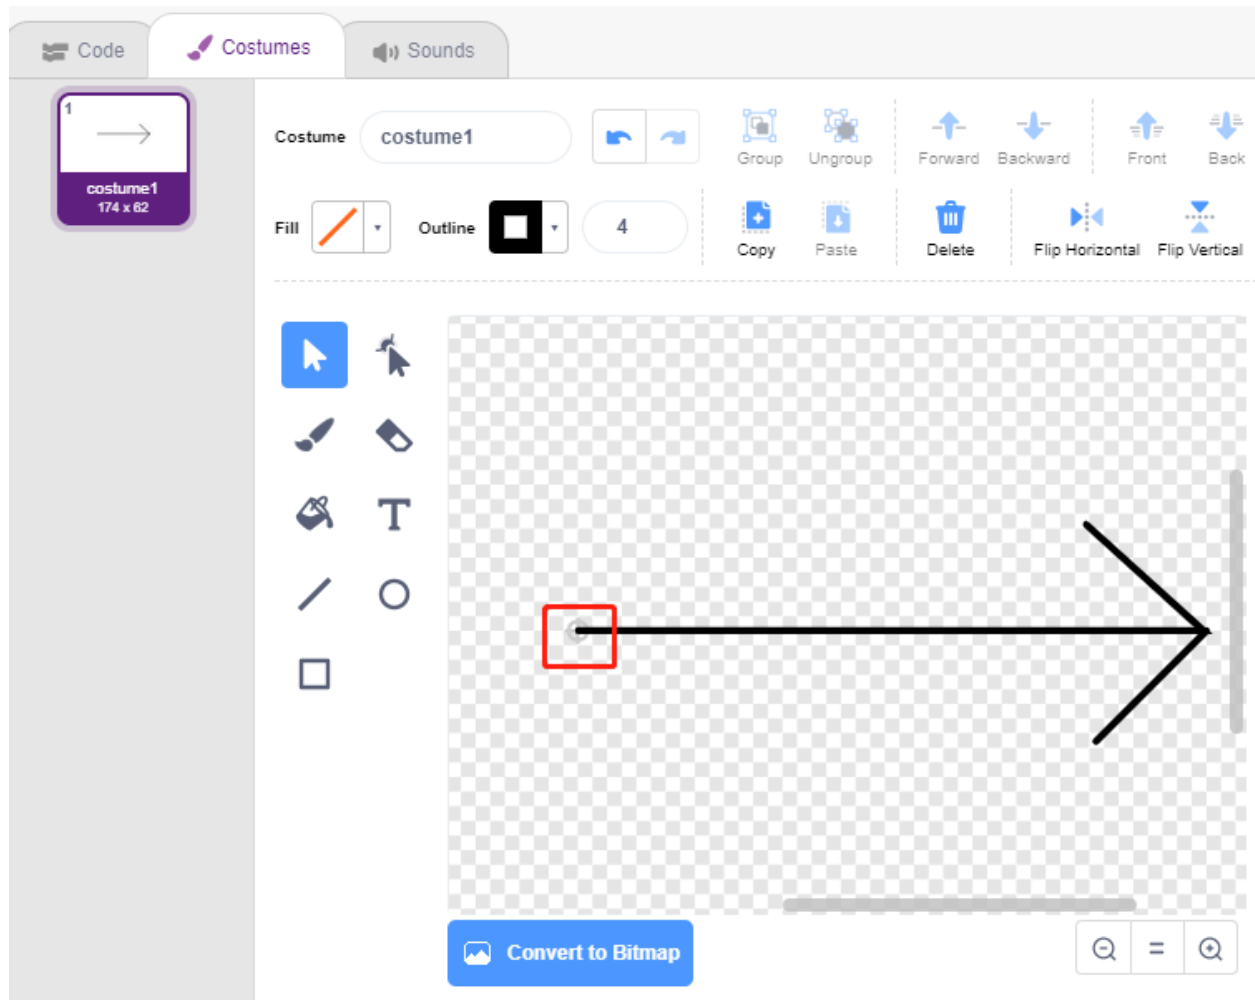 Code
Costumes
Sounds
1
costume1
174 x 62
Costume
costume1
Group
Ungroup
Forward
Backward
Front
Back
Fill
Outline
4
Copy
Paste
Delete
Flip Horizontal
Flip Vertical
T
Convert to Bitmap
=